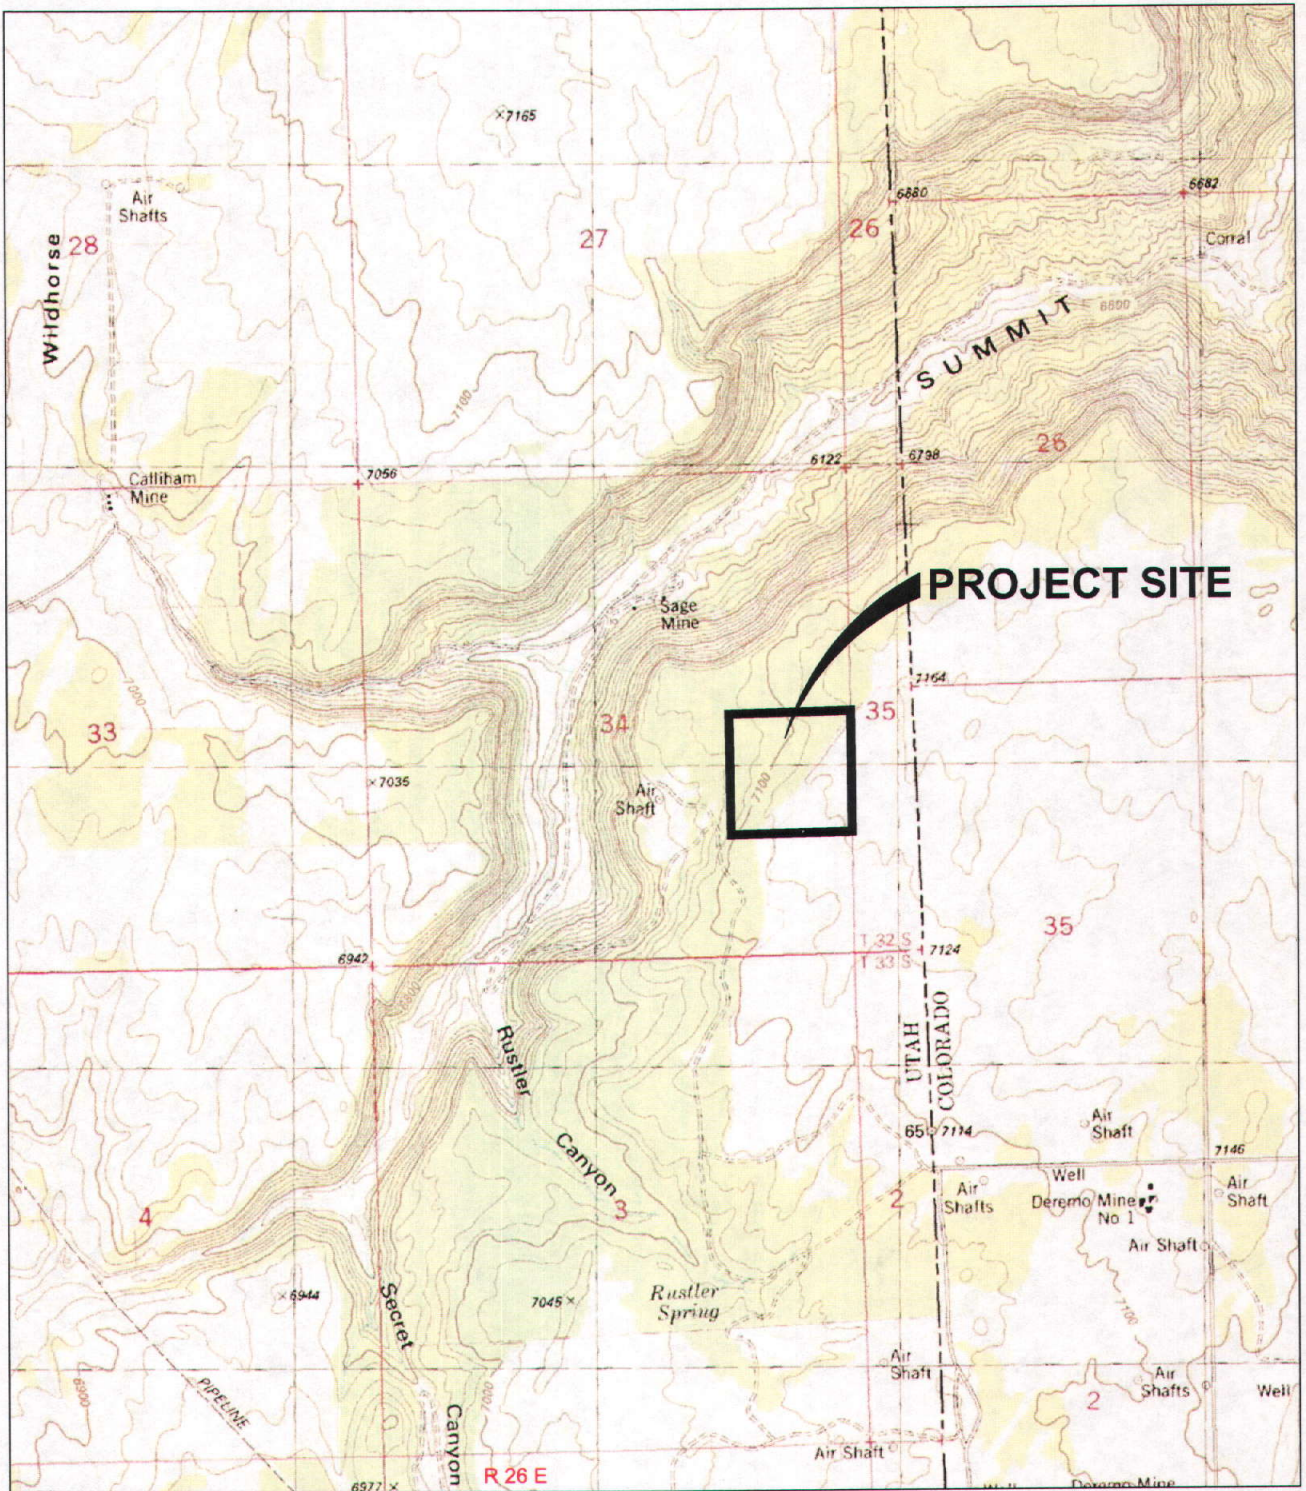 7165
Air
Shafts
6880
6682
Wildhorse
28
27
26
Corral
SUMMIT
6600
7100
26
6122
6798
7056
Calliham
Mine
PROJECT SITE
Sage
Mine
7000
7164
33
34
35
7035
Air
Shaft
7100
35
T 32 S
6942
7124
T 33 S
6800
Rustler
UTAH
COLORADO
Air
Shaft
65
7114
Canyon
7146
Well
Air
Shafts
Deremo Mine
No 1
Air
Shaft
4
3
2
Air Shaft
Secret
6944
7045
Rustler
Spring
7100
Air
Shaft
Air
Shafts
Well
6900
PIPELINE
7000
2
Canyon
Air Shaft
R 26 E
6977
Well
Deremo Mine